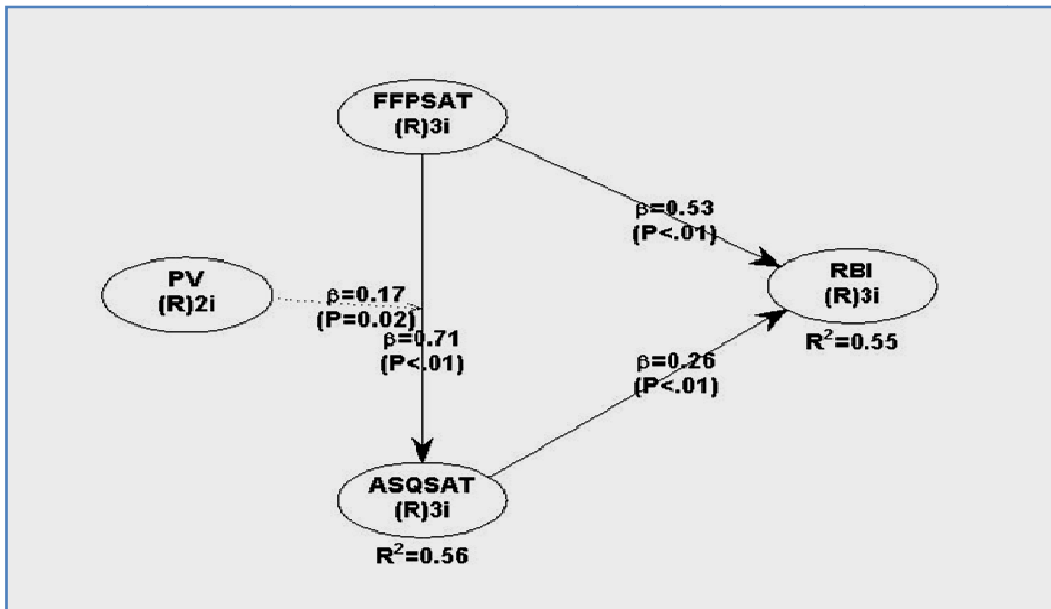 FFPSAT
(R)3i
β=0.53
(P<.01)
PV
(R)2i
β=0.17
(P=0.02)
β=0.71
(P<.01)
RBI
(R)3i
R²=0.55
β=0.26
(P<.01)
ASQSAT
(R)3i
R²=0.56